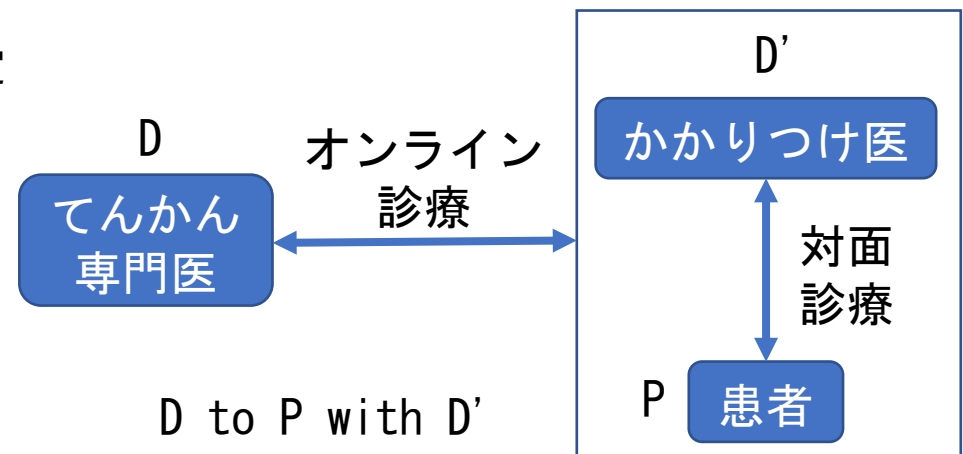 D
てんかん
専門医
オンライン
診療
D'
かかりつけ医
対面
診療
P
患者
D to P with D'